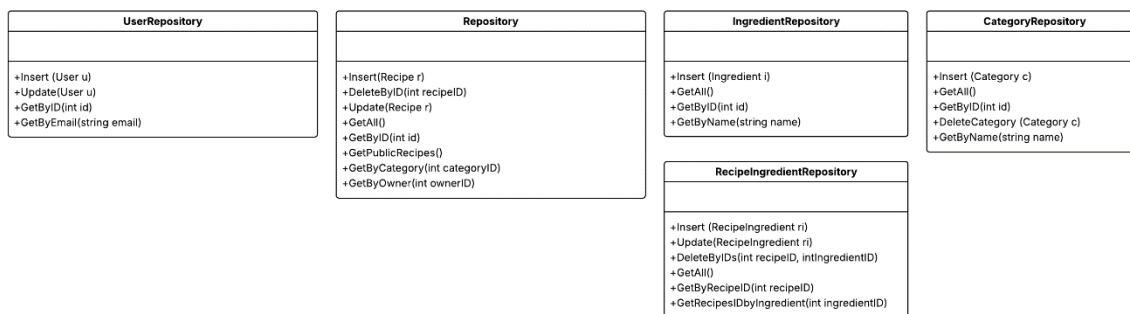 UserRepository
+Insert (User u)
+Update(User u)
+GetByID(int id)
+GetByEmail(string email)
Repository
+Insert(Recipe r)
+DeleteByID(int recipeID)
+Update(Recipe r)
+GetAll()
+GetByID(int id)
+GetPublicRecipes()
+GetByCategory(int categoryID)
+GetByOwner(int ownerID)
IngredientRepository
+Insert (Ingredient i)
+GetAll()
+GetByID(int id)
+GetByName(string name)
CategoryRepository
+Insert (Category c)
+GetAll()
+GetByID(int id)
+DeleteCategory (Category c)
+GetByName(string name)
RecipeIngredientRepository
+Insert (RecipeIngredient ri)
+Update(RecipeIngredient ri)
+DeleteByIDs(int recipeID, intIngredientID)
+GetAll()
+GetByRecipeID(int recipeID)
+GetRecipesIDbyIngredient(int ingredientID)